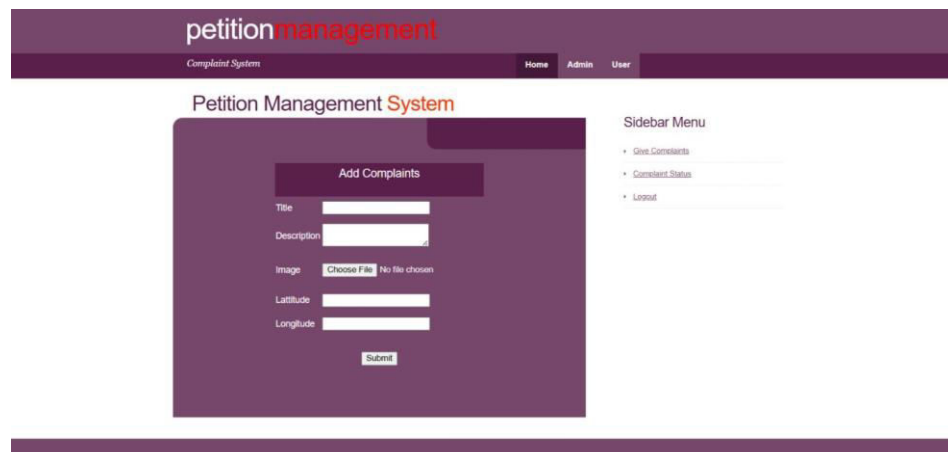 petitionmanagement
Complaint System
Home Admin User
Petition Management System
Add Complaints
Title
Description
Image Choose File No file chosen
Lattitude
Longitude
Submit
Sidebar Menu
Give Complaints
Complaint Status
Logout